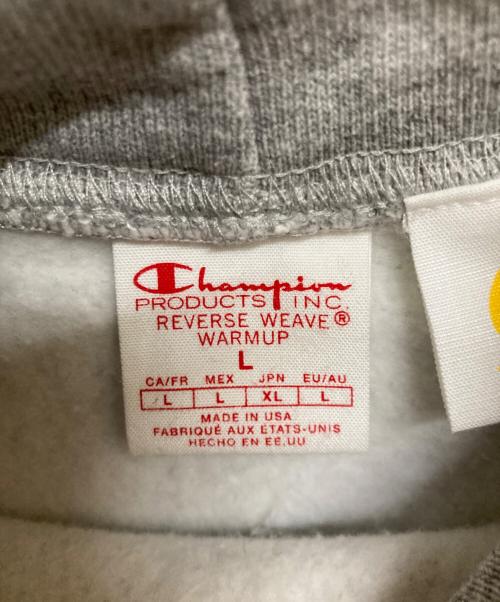 Champion
PRODUCTS INC.
REVERSE WEAVE®
WARMUP
L
CA/FR MEX JPN EU/AU
L L XL L
MADE IN USA
FABRIQUÉ AUX ÉTATS-UNIS
HECHO EN EE.UU